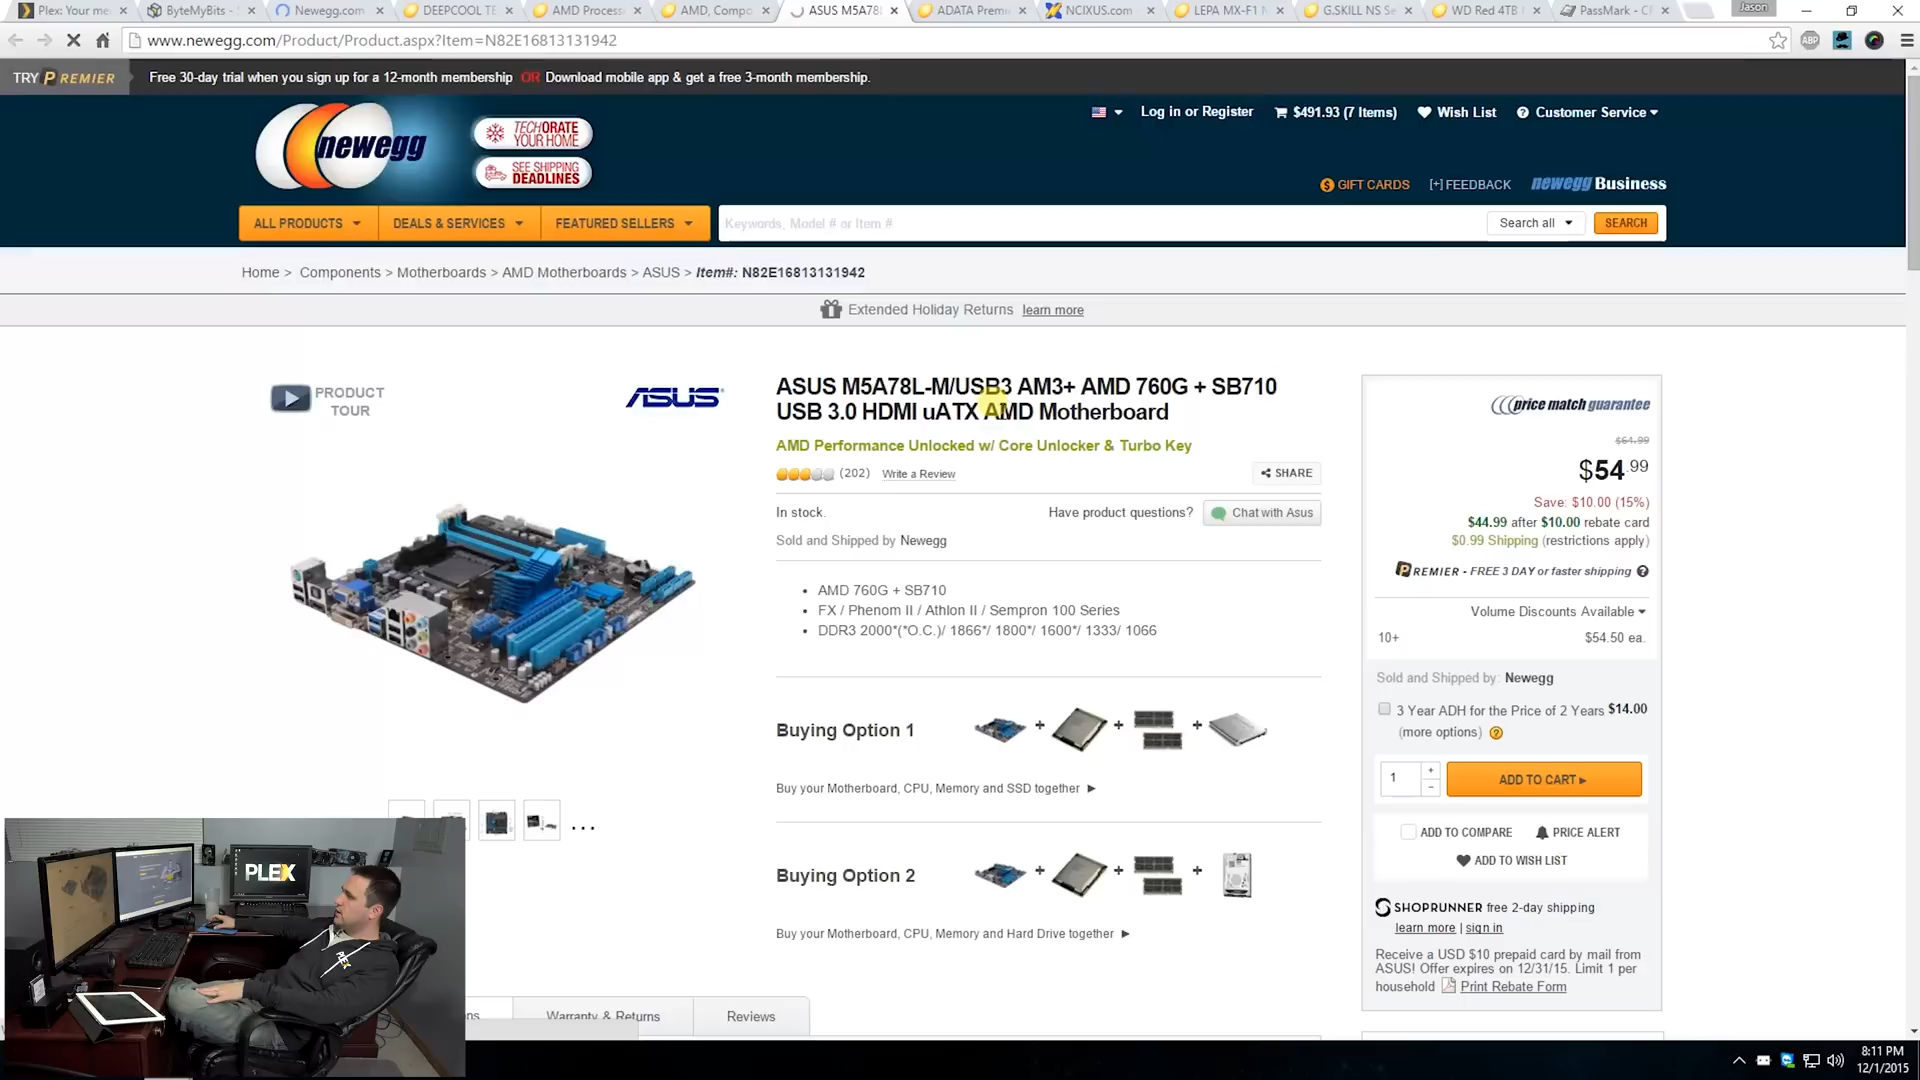 Plex: Your me
ByteMyBits -
Newegg.com
DEEPCOOL TE
AMD Process
AMD, Compo
ASUS M5A78
ADATA Premi
NCIXUS.com
LEPA MX-F1 N
G.SKILL NS Se
WD Red 4TB
PassMark - C
Jason
www.newegg.com/Product/Product.aspx?Item=N82E16813131942
ABP
TRY PREMIER
Free 30-day trial when you sign up for a 12-month membership OR Download mobile app & get a free 3-month membership.
newegg
TECHORATE YOUR HOME
SEE SHIPPING DEADLINES
Log in or Register
$491.93 (7 Items)
Wish List
Customer Service
GIFT CARDS
[+] FEEDBACK
newegg Business
ALL PRODUCTS
DEALS & SERVICES
FEATURED SELLERS
Keywords, Model # or Item #
Search all
SEARCH
Home > Components > Motherboards > AMD Motherboards > ASUS > Item#: N82E16813131942
Extended Holiday Returns learn more
PRODUCT TOUR
ASUS
ASUS M5A78L-M/USB3 AM3+ AMD 760G + SB710
USB 3.0 HDMI uATX AMD Motherboard
AMD Performance Unlocked w/ Core Unlocker & Turbo Key
(202) Write a Review
SHARE
In stock.
Have product questions?
Chat with Asus
Sold and Shipped by Newegg
• AMD 760G + SB710
• FX / Phenom II / Athlon II / Sempron 100 Series
• DDR3 2000*(*O.C.)/ 1866*/ 1800*/ 1600*/ 1333/ 1066
Buying Option 1
+ + +
Buy your Motherboard, CPU, Memory and SSD together
Buying Option 2
+ + +
Buy your Motherboard, CPU, Memory and Hard Drive together
...
ns
Warranty & Returns
Reviews
price match guarantee
$64.99
$54.99
Save: $10.00 (15%)
$44.99 after $10.00 rebate card
$0.99 Shipping (restrictions apply)
PREMIER - FREE 3 DAY or faster shipping
Volume Discounts Available
10+ $54.50 ea.
Sold and Shipped by: Newegg
3 Year ADH for the Price of 2 Years $14.00
(more options)
1
+
-
ADD TO CART
ADD TO COMPARE
PRICE ALERT
ADD TO WISH LIST
SHOPRUNNER free 2-day shipping
learn more | sign in
Receive a USD $10 prepaid card by mail from
ASUS! Offer expires on 12/31/15. Limit 1 per
household Print Rebate Form
PLEX
8:11 PM
12/1/2015